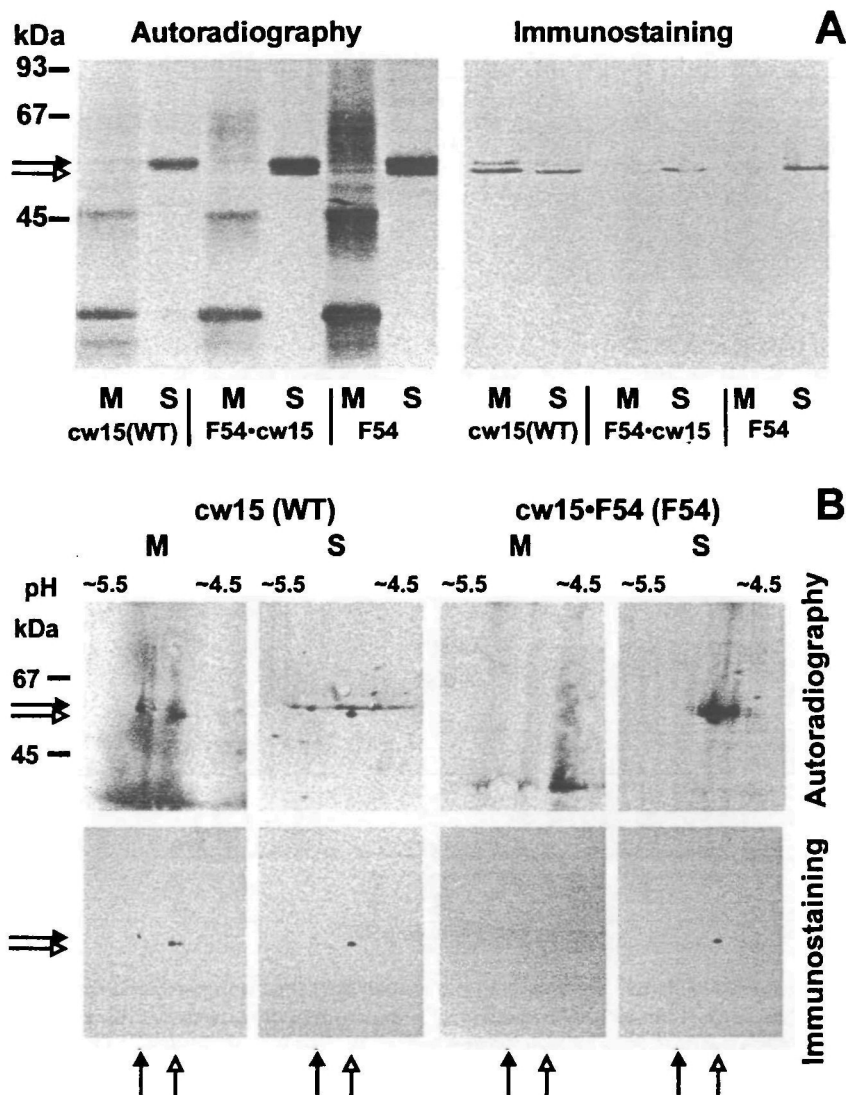 A
kDa Autoradiography Immunostaining
93
67
45
M S M S M S M S M S M S
cw15(WT) F54•cw15 F54 cw15(WT) F54•cw15 F54
B
cw15 (WT) cw15•F54 (F54)
M S M S
pH ~5.5 ~4.5 ~5.5 ~4.5 ~5.5 ~4.5 ~5.5 ~4.5
kDa
67
45
Autoradiography
Immunostaining